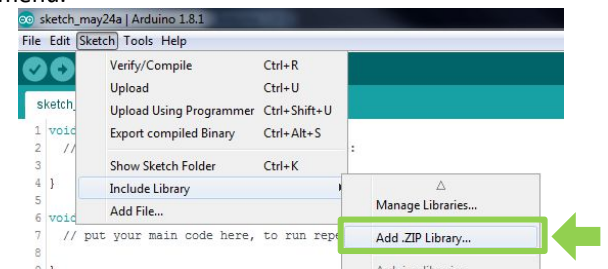 menu.
sketch_may24a | Arduino 1.8.1
File Edit Sketch Tools Help
Verify/Compile Ctrl+R
Upload Ctrl+U
Upload Using Programmer Ctrl+Shift+U
Export compiled Binary Ctrl+Alt+S
Show Sketch Folder Ctrl+K
Include Library
Add File...
Manage Libraries...
Add .ZIP Library...
sketch_
1 void
2 // :
3
4 }
5
6 void
7 // put your main code here, to run repe
8